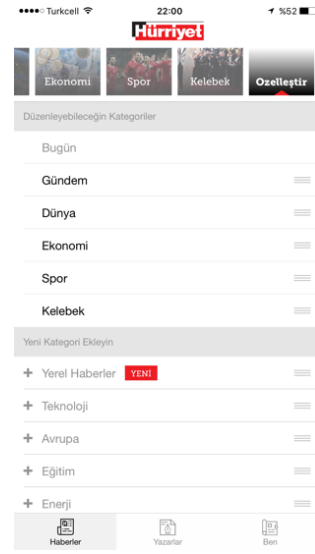 Turkcell 22:00 %52
Hürriyet
Ekonomi Spor Kelebek Ozelleştir
Düzenleyebileceğin Kategoriler
Bugün
Gündem
Dünya
Ekonomi
Spor
Kelebek
Yeni Kategori Ekleyin
+ Yerel Haberler YENİ
+ Teknoloji
+ Avrupa
+ Eğitim
+ Enerji
Haberler Yazarlar Ben